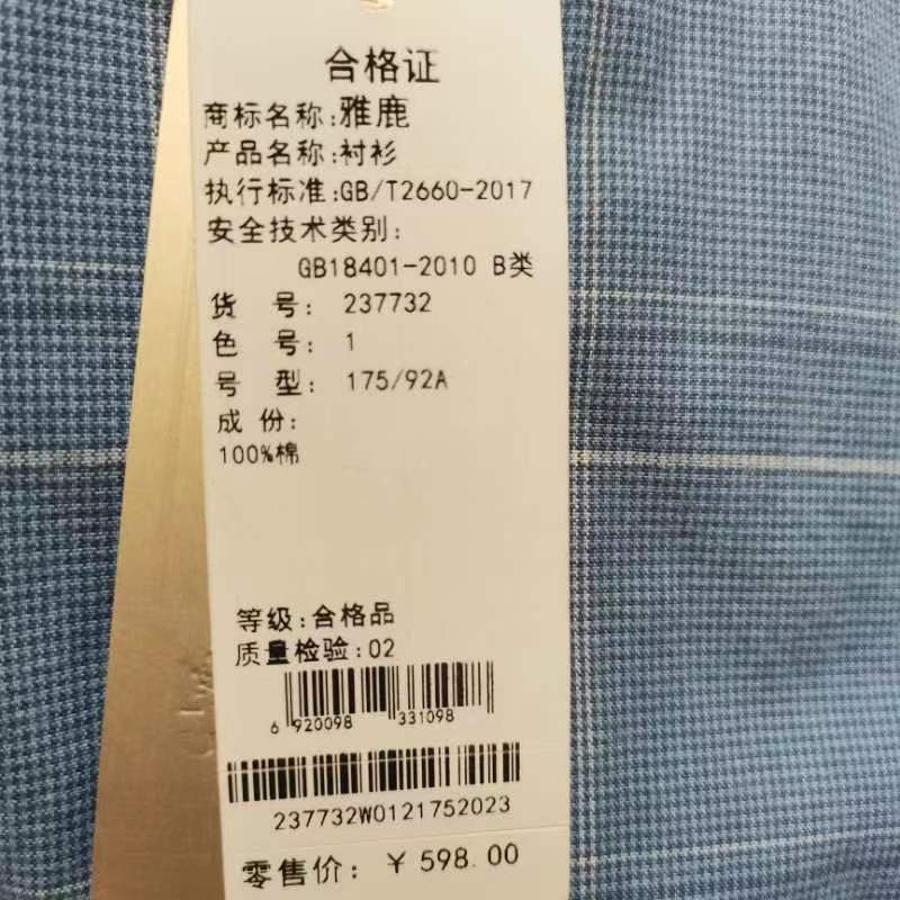 合格证
商标名称:雅鹿
产品名称:衬衫
执行标准:GB/T2660-2017
安全技术类别:
GB18401-2010 B类
货 号: 237732
色 号: 1
号 型: 175/92A
成 份:
100%棉
等级:合格品
质量检验:02
6 920098 331098
237732W0121752023
零售价: ¥ 598.00